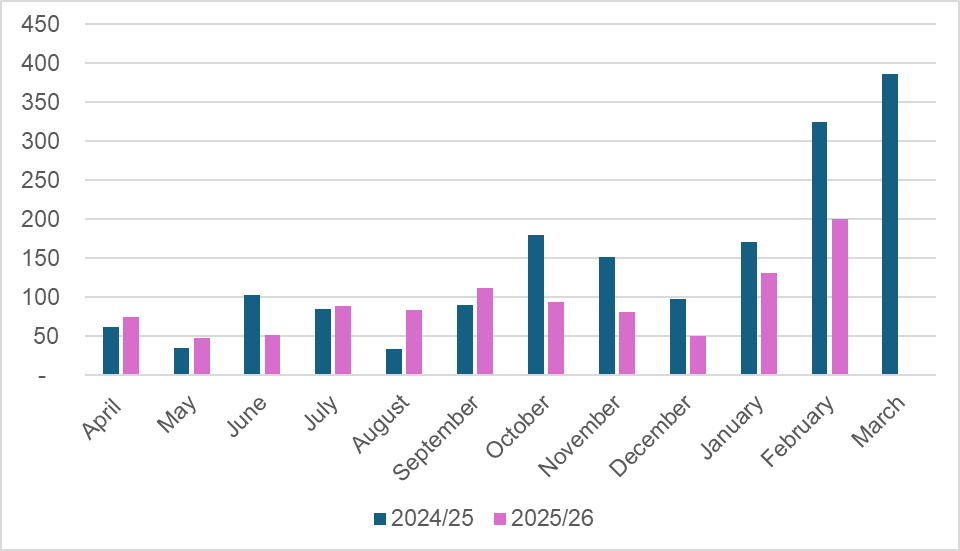 450
400
350
300
250
200
150
100
50
-
April
May
June
July
August
September
October
November
December
January
February
March
2024/25
2025/26